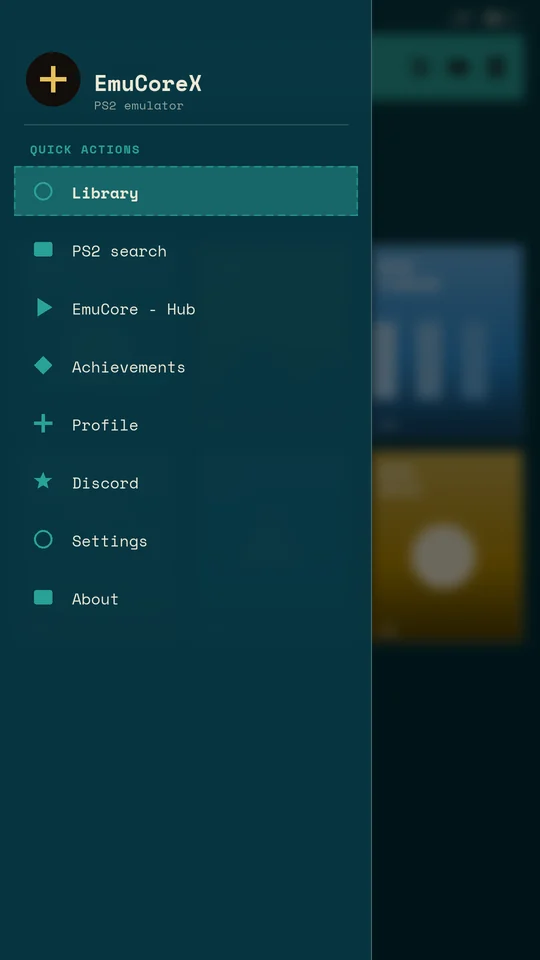 EmuCoreX
PS2 emulator
QUICK ACTIONS
Library
PS2 search
EmuCore - Hub
Achievements
Profile
Discord
Settings
About